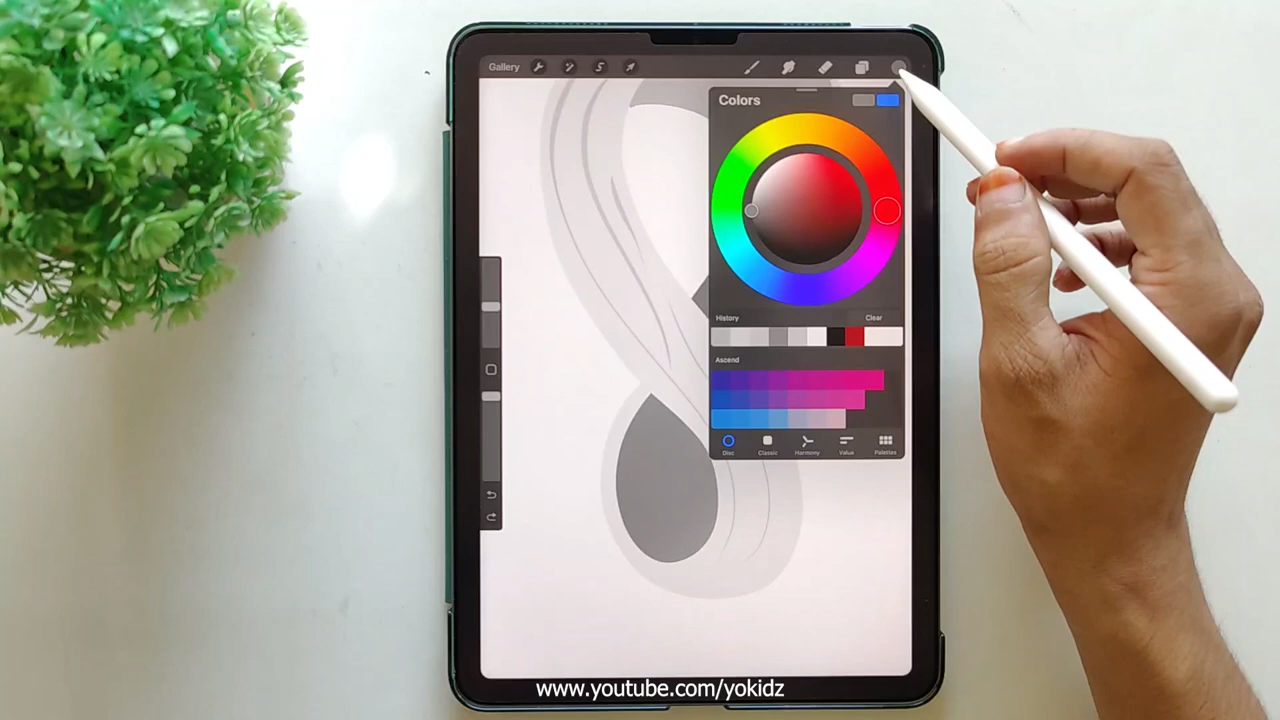 Gallery
Colors
History
Clear
Ascend
Disc
Classic
Harmony
Value
Palettes
www.youtube.com/yokidz